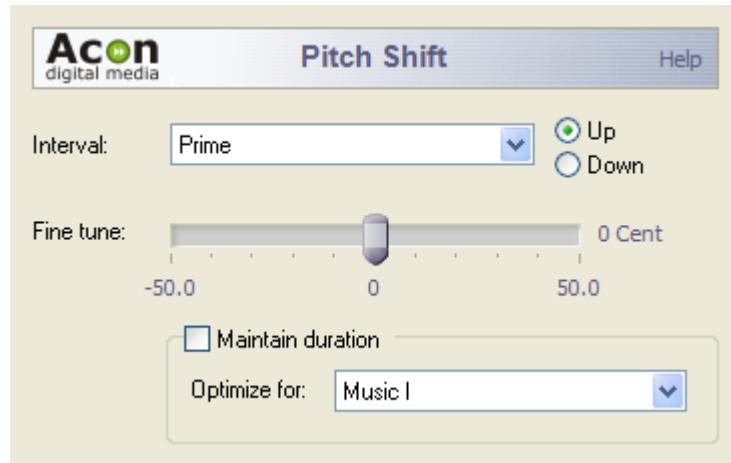 Acon
digital media
Pitch Shift
Help
Interval:
Prime
Up
Down
Fine tune:
0 Cent
-50.0
0
50.0
Maintain duration
Optimize for:
Music I